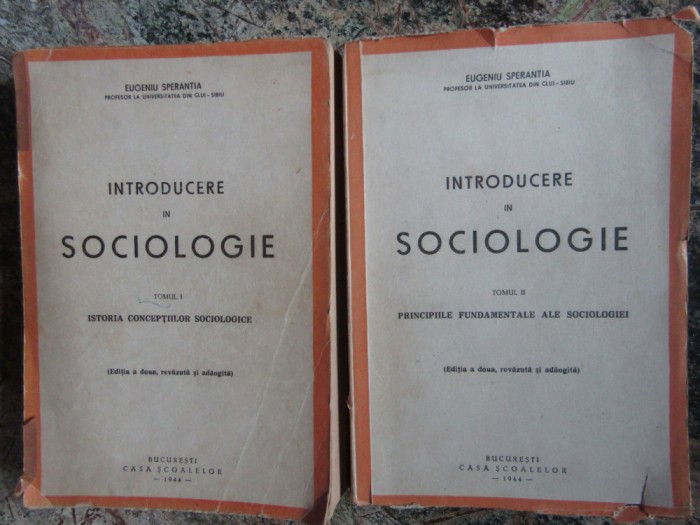 EUGENIU SPERANTIA
PROFESOR LA UNIVERSITATEA DIN CLUJ - SIBIU
INTRODUCERE
IN
SOCIOLOGIE
TOMUL I
ISTORIA CONCEPȚIILOR SOCIOLOGICE
(Ediția a doua, revăzută și adăogită)
BUCUREȘTI
CASA ȘCOALELOR
— 1944 —
EUGENIU SPERANTIA
PROFESOR LA UNIVERSITATEA DIN CLUJ - SIBIU
INTRODUCERE
IN
SOCIOLOGIE
TOMUL II
PRINCIPIILE FUNDAMENTALE ALE SOCIOLOGIEI
(Ediția a doua, revăzută și adăogită)
BUCUREȘTI
CASA ȘCOALELOR
— 1944 —